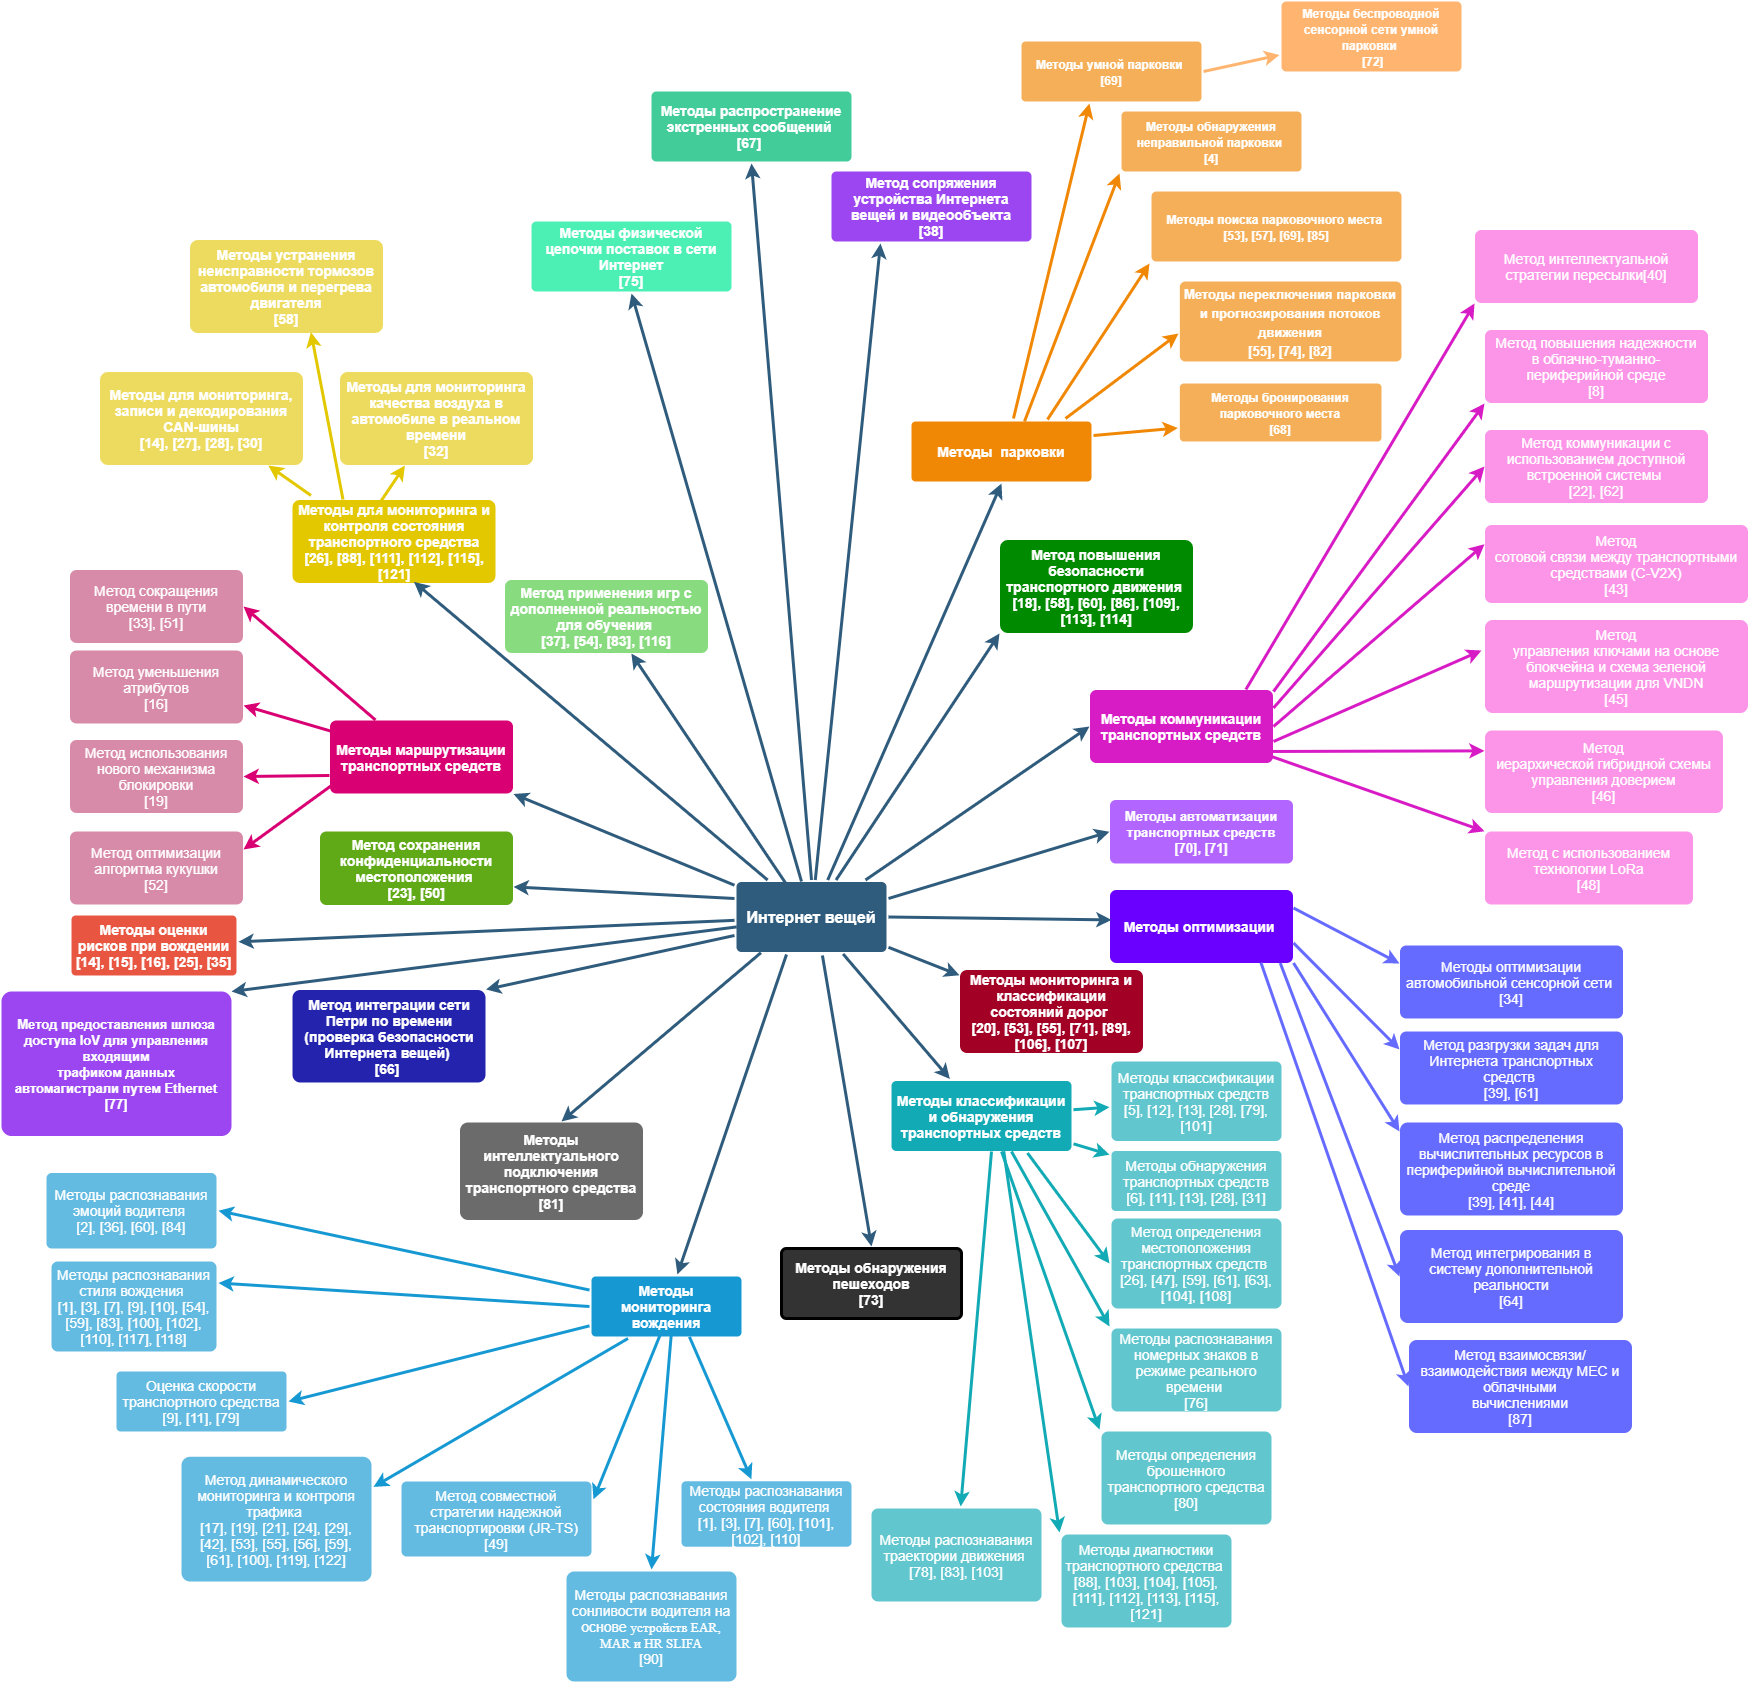 Методы беспроводной
сенсорной сети умной
парковки
[72]
Методы умной парковки
[69]
Методы распространение
экстренных сообщений
[67]
Методы обнаружения
неправильной парковки
[4]
Метод сопряжения
устройства Интернета
вещей и видеообъекта
[38]
Методы поиска парковочного места
[53], [57], [69], [85]
Методы физической
цепочки поставок в сети
Интернет
[75]
Методы устранения
неисправности тормозов
автомобиля и перегрева
двигателя
[58]
Метод интеллектуальной
стратегии пересылки[40]
Методы переключения парковки
и прогнозирования потоков
движения
[55], [74], [82]
Метод повышения надежности
в облачно-туманно-
периферийной среде
[8]
Методы для мониторинга,
записи и декодирования
CAN-шины
[14], [27], [28], [30]
Методы для мониторинга
качества воздуха в
автомобиле в реальном
времени
[32]
Методы бронирования
парковочного места
[68]
Методы  парковки
Метод коммуникации с
использованием доступной
встроенной системы
[22], [62]
Методы для мониторинга и
контроля состояния
транспортного средства
[26], [88], [111], [112], [115],
[121]
Метод
сотовой связи между транспортными
средствами (C-V2X)
[43]
Метод повышения
безопасности
транспортного движения
[18], [58], [60], [86], [109],
[113], [114]
Метод сокращения
времени в пути
[33], [51]
Метод применения игр с
дополненной реальностью
для обучения
[37], [54], [83], [116]
Метод
управления ключами на основе
блокчейна и схема зеленой
маршрутизации для VNDN
[45]
Метод уменьшения
атрибутов
[16]
Методы коммуникации
транспортных средств
Методы маршрутизации
транспортных средств
Метод
иерархической гибридной схемы
управления доверием
[46]
Метод использования
нового механизма
блокировки
[19]
Методы автоматизации
транспортных средств
[70], [71]
Метод оптимизации
алгоритма кукушки
[52]
Метод сохранения
конфиденциальности
местоположения
[23], [50]
Метод с использованием
технологии LoRa
[48]
Интернет вещей
Методы оптимизации
Методы оценки
рисков при вождении
[14], [15], [16], [25], [35]
Методы оптимизации
автомобильной сенсорной сети
[34]
Методы мониторинга и
классификации
состояний дорог
[20], [53], [55], [71], [89],
[106], [107]
Метод предоставления шлюза
доступа IoV для управления
входящим
трафиком данных
автомагистрали путем Ethernet
[77]
Метод интеграции сети
Петри по времени
(проверка безопасности
Интернета вещей)
[66]
Метод разгрузки задач для
Интернета транспортных
средств
[39], [61]
Методы классификации
и обнаружения
транспортных средств
Методы классификации
транспортных средств
[5], [12], [13], [28], [79],
[101]
Методы
интеллектуального
подключения
транспортного средства
[81]
Метод распределения
вычислительных ресурсов в
периферийной вычислительной
среде
[39], [41], [44]
Методы обнаружения
транспортных средств
[6], [11], [13], [28], [31]
Методы распознавания
эмоций водителя
[2], [36], [60], [84]
Метод определения
местоположения
транспортных средств
[26], [47], [59], [61], [63],
[104], [108]
Метод интегрирования в
систему дополнительной
реальности
[64]
Методы обнаружения
пешеходов
[73]
Методы распознавания
стиля вождения
[1], [3], [7], [9], [10], [54],
[59], [83], [100], [102],
[110], [117], [118]
Методы
мониторинга
вождения
Методы распознавания
номерных знаков в
режиме реального
времени
[76]
Метод взаимосвязи/
взаимодействия между MEC и
облачными
вычислениями
[87]
Оценка скорости
транспортного средства
[9], [11], [79]
Методы определения
брошенного
транспортного средства
[80]
Метод динамического
мониторинга и контроля
трафика
[17], [19], [21], [24], [29],
[42], [53], [55], [56], [59],
[61], [100], [119], [122]
Метод совместной
стратегии надежной
транспортировки (JR-TS)
[49]
Методы распознавания
состояния водителя
[1], [3], [7], [60], [101],
[102], [110]
Методы распознавания
траектории движения
[78], [83], [103]
Методы диагностики
транспортного средства
[88], [103], [104], [105],
[111], [112], [113], [115],
[121]
Методы распознавания
сонливости водителя на
основе устройств EAR,
MAR и HR SLIFA
[90]